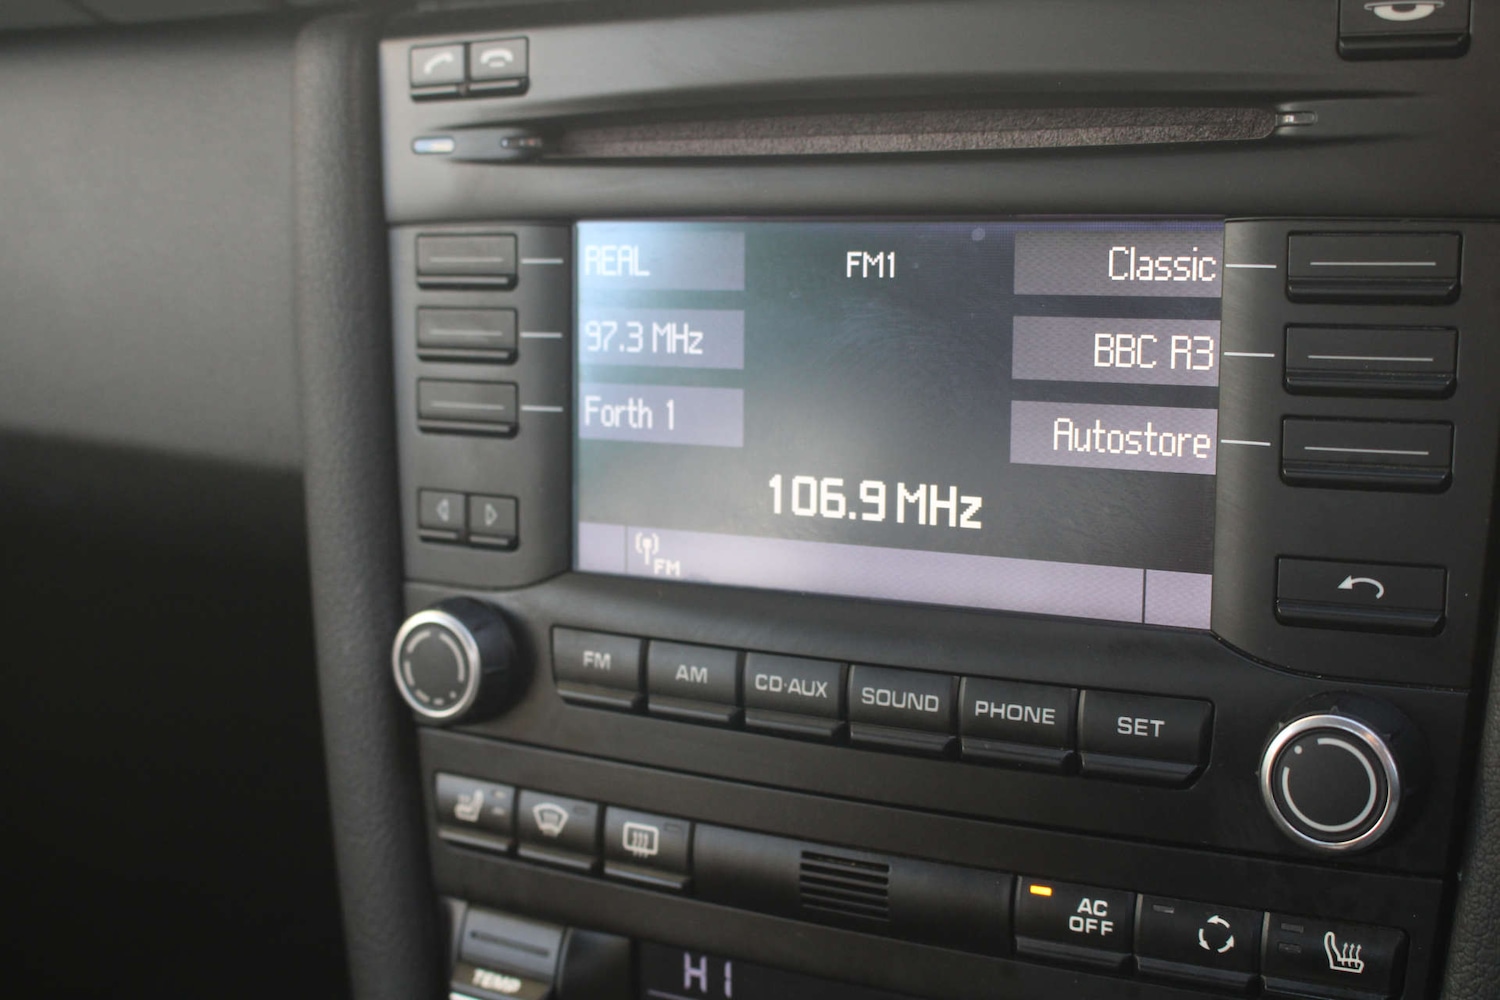 REAL
FM1
Classic
97.3 MHz
BBC R3
Forth 1
Autostore
106.9 MHz
FM
FM
AM
CD·AUX
SOUND
PHONE
SET
AC
OFF
TEMP
HI